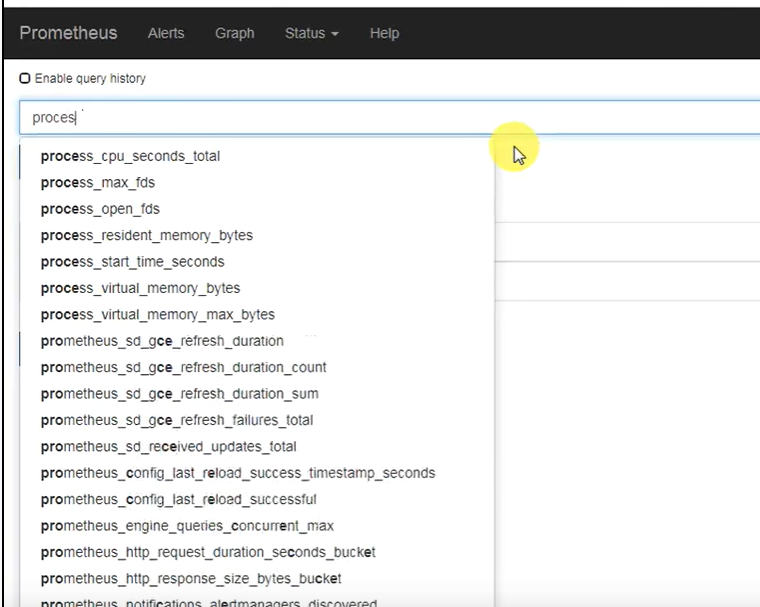 Prometheus Alerts Graph Status Help
Enable query history
proces
process_cpu_seconds_total
process_max_fds
process_open_fds
process_resident_memory_bytes
process_start_time_seconds
process_virtual_memory_bytes
process_virtual_memory_max_bytes
prometheus_sd_gce_refresh_duration
prometheus_sd_gce_refresh_duration_count
prometheus_sd_gce_refresh_duration_sum
prometheus_sd_gce_refresh_failures_total
prometheus_sd_received_updates_total
prometheus_config_last_reload_success_timestamp_seconds
prometheus_config_last_reload_successful
prometheus_engine_queries_concurrent_max
prometheus_http_request_duration_seconds_bucket
prometheus_http_response_size_bytes_bucket
prometheus_notifications_alertmanagers_discovered